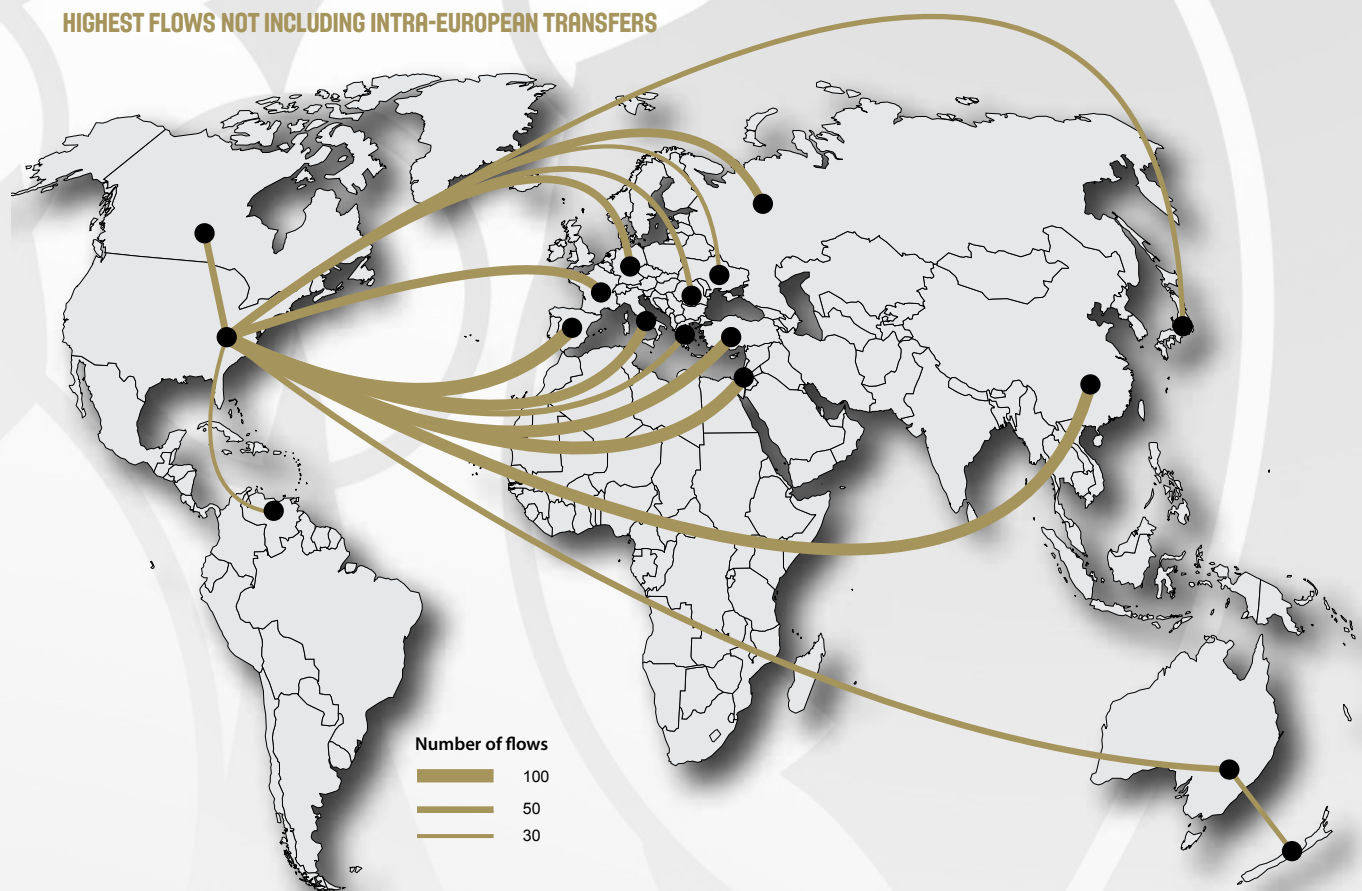 HIGHEST FLOWS NOT INCLUDING INTRA-EUROPEAN TRANSFERS
Number of flows
100
50
30